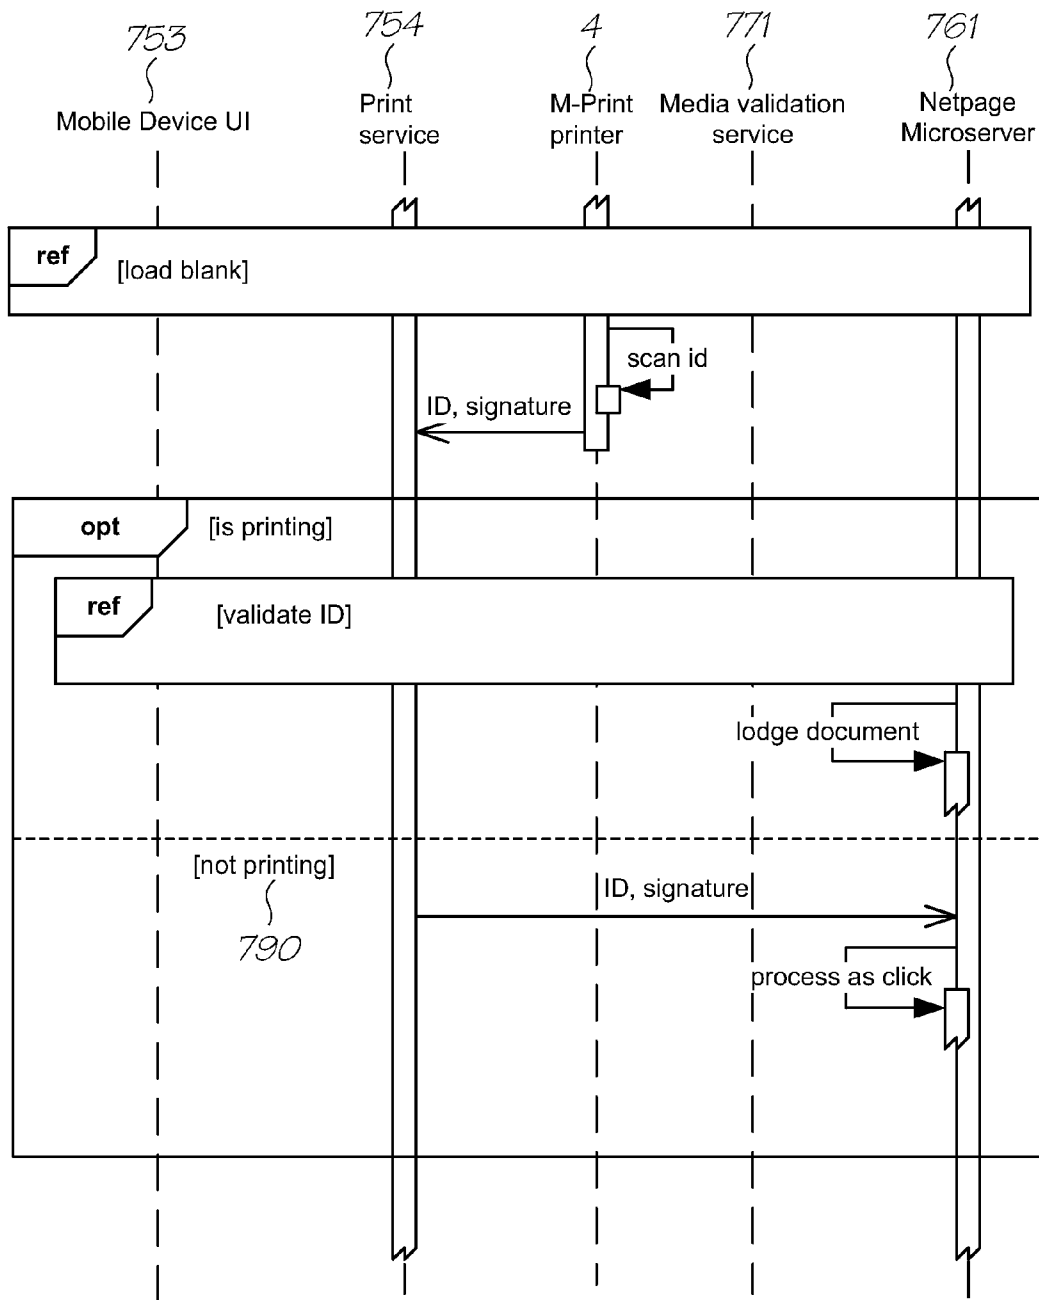 753
754
4
771
761
Mobile Device UI
Print
service
M-Print
printer
Media validation
service
Netpage
Microserver
ref
[load blank]
scan id
ID, signature
opt
[is printing]
ref
[validate ID]
lodge document
[not printing]
790
ID, signature
process as click